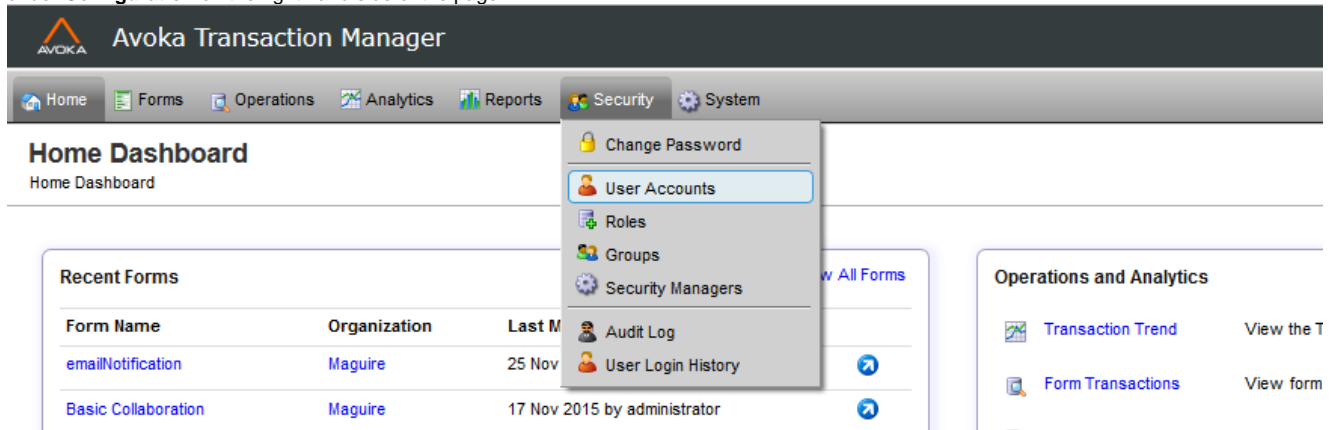 AVOKA Avoka Transaction Manager
Home Forms Operations Analytics Reports Security System
Home Dashboard
Home Dashboard
Change Password
User Accounts
Roles
Groups
Security Managers
Audit Log
User Login History
Recent Forms
All Forms
Form Name Organization Last
emailNotification Maguire 25 Nov
Basic Collaboration Maguire 17 Nov 2015 by administrator
Operations and Analytics
Transaction Trend View the T
Form Transactions View form